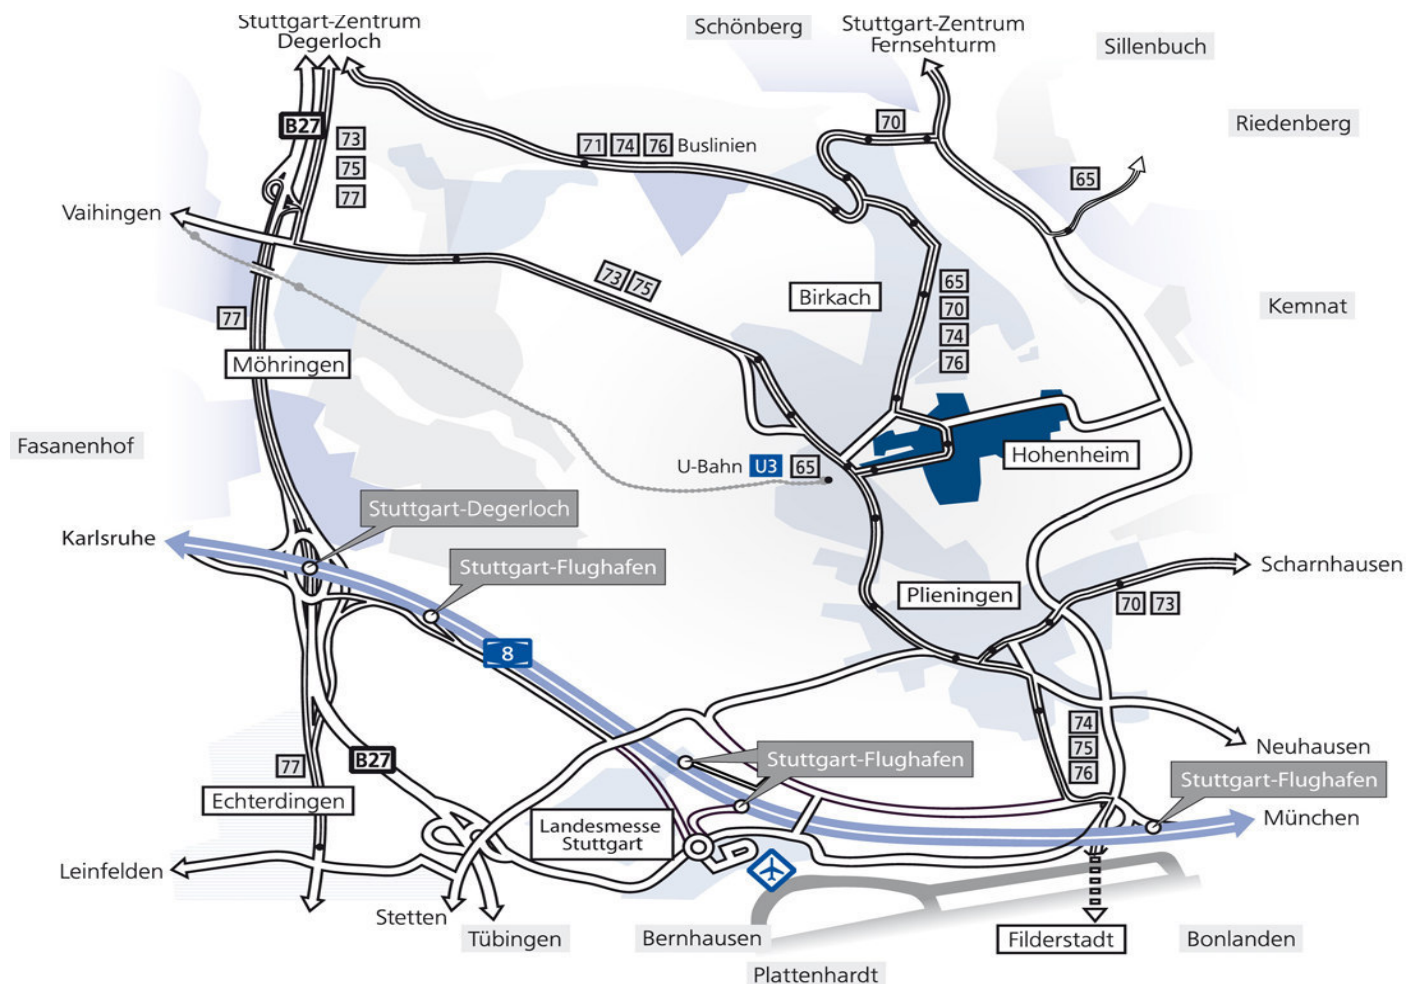 Stuttgart-Zentrum
Degerloch
Schönberg
Stuttgart-Zentrum
Fernsehturm
Sillenbuch
B27
73
75
77
71 74 76 Buslinien
70
Riedenberg
65
Vaihingen
73 75
Birkach
65
70
74
76
Kemnat
77
Möhringen
Fasanenhof
U-Bahn U3 65
Hohenheim
Stuttgart-Degerloch
Karlsruhe
Stuttgart-Flughafen
Scharnhausen
Plieningen
70 73
8
74
75
76
Neuhausen
B27
77
Stuttgart-Flughafen
Stuttgart-Flughafen
Echterdingen
Landesmesse
Stuttgart
München
Leinfelden
Stetten
Tübingen
Bernhausen
Filderstadt
Bonlanden
Plattenhardt